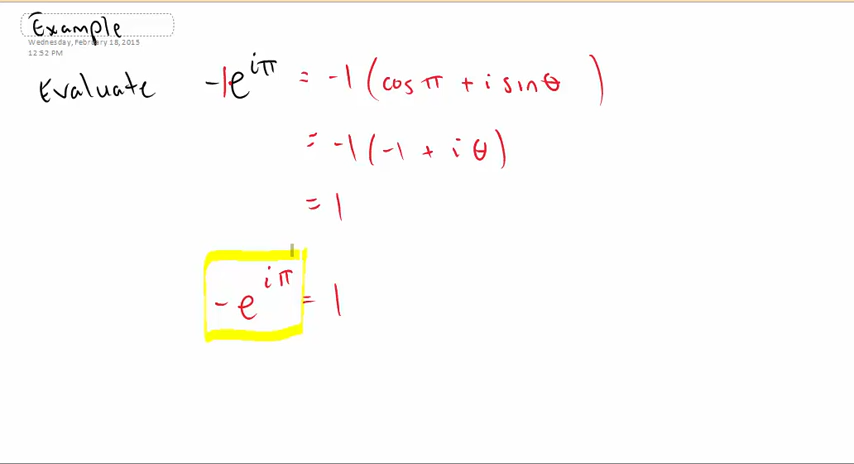 Example
Wednesday, February 18, 2015
12:52 PM
Evaluate -1e^{iπ} = -1(cos π + i sin θ)
= -1(-1 + i θ)
= 1
-e^{iπ} = 1